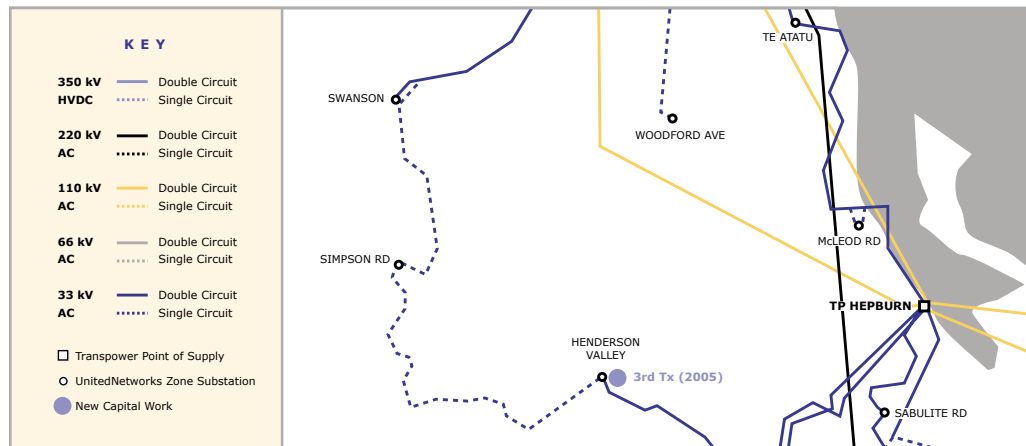 KEY
350 kV Double Circuit
HVDC Single Circuit
220 kV Double Circuit
AC Single Circuit
110 kV Double Circuit
AC Single Circuit
66 kV Double Circuit
AC Single Circuit
33 kV Double Circuit
AC Single Circuit
Transpower Point of Supply
UnitedNetworks Zone Substation
New Capital Work
TE ATATU
SWANSON
WOODFORD AVE
McLEOD RD
SIMPSON RD
TP HEPBURN
HENDERSON
VALLEY
3rd Tx (2005)
SABULITE RD